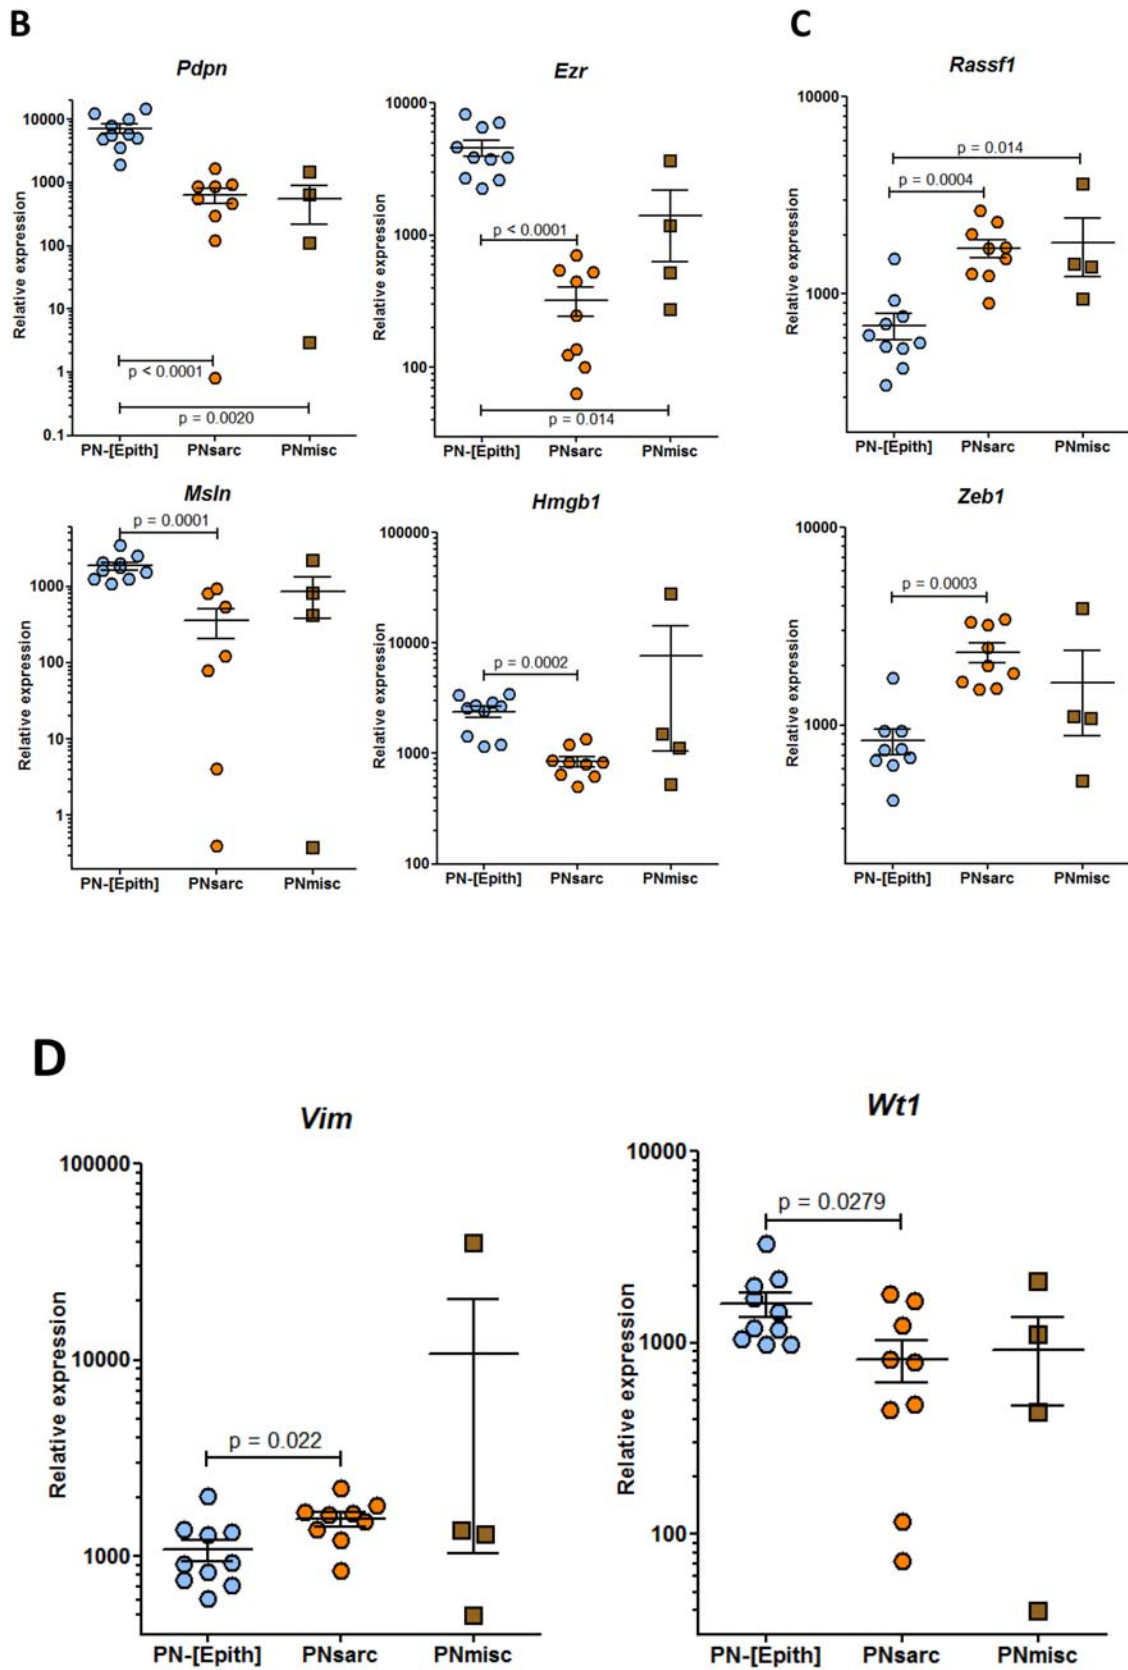 B
C
Pdpn
Ezr
Rassf1
Relative expression
10000
1000
100
10
1
0.1
p < 0.0001
p = 0.0020
PN-[Epith]
PNsarc
PNmisc
Relative expression
10000
1000
100
p < 0.0001
p = 0.014
PN-[Epith]
PNsarc
PNmisc
Relative expression
10000
1000
p = 0.014
p = 0.0004
PN-[Epith]
PNsarc
PNmisc
Msln
Hmgb1
Zeb1
Relative expression
1000
100
10
1
p = 0.0001
PN-[Epith]
PNsarc
PNmisc
Relative expression
100000
10000
1000
100
p = 0.0002
PN-[Epith]
PNsarc
PNmisc
Relative expression
10000
1000
p = 0.0003
PN-[Epith]
PNsarc
PNmisc
D
Vim
Wt1
Relative expression
100000
10000
1000
p = 0.022
PN-[Epith]
PNsarc
PNmisc
Relative expression
10000
1000
100
p = 0.0279
PN-[Epith]
PNsarc
PNmisc